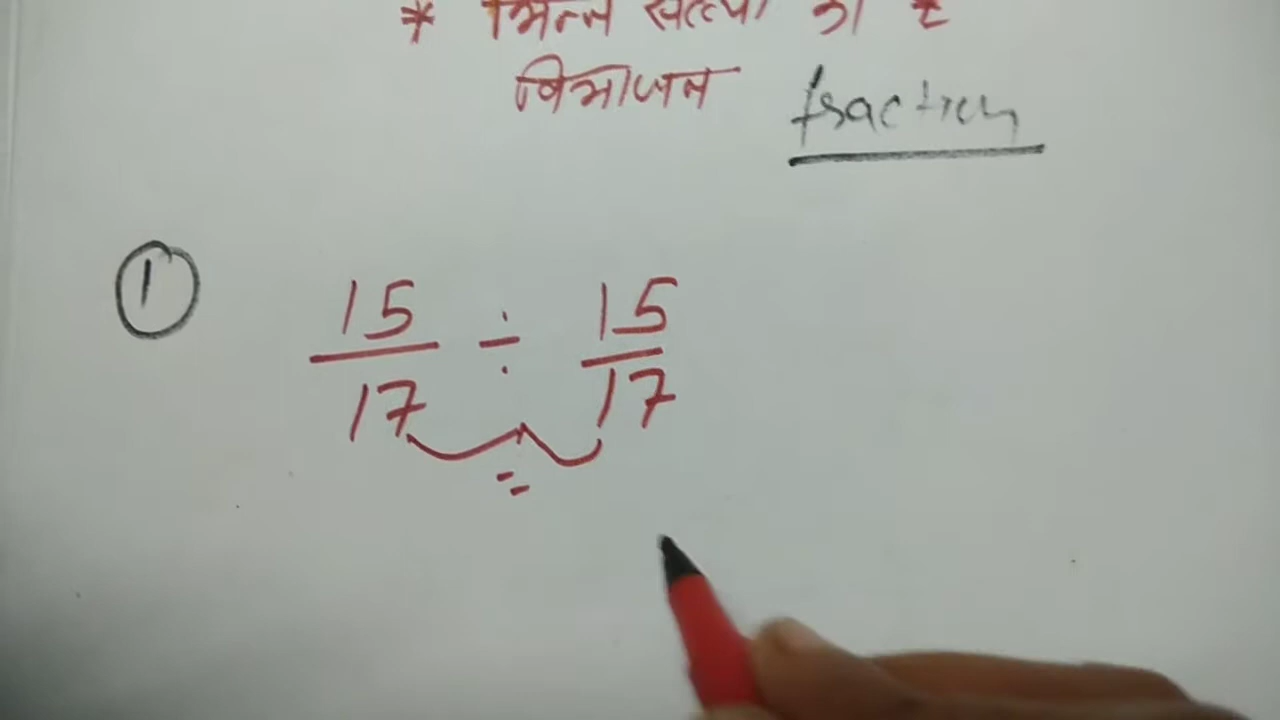 * भिन्न संख्या का
विभाजन fraction
① 15/17 ÷ 15/17
=